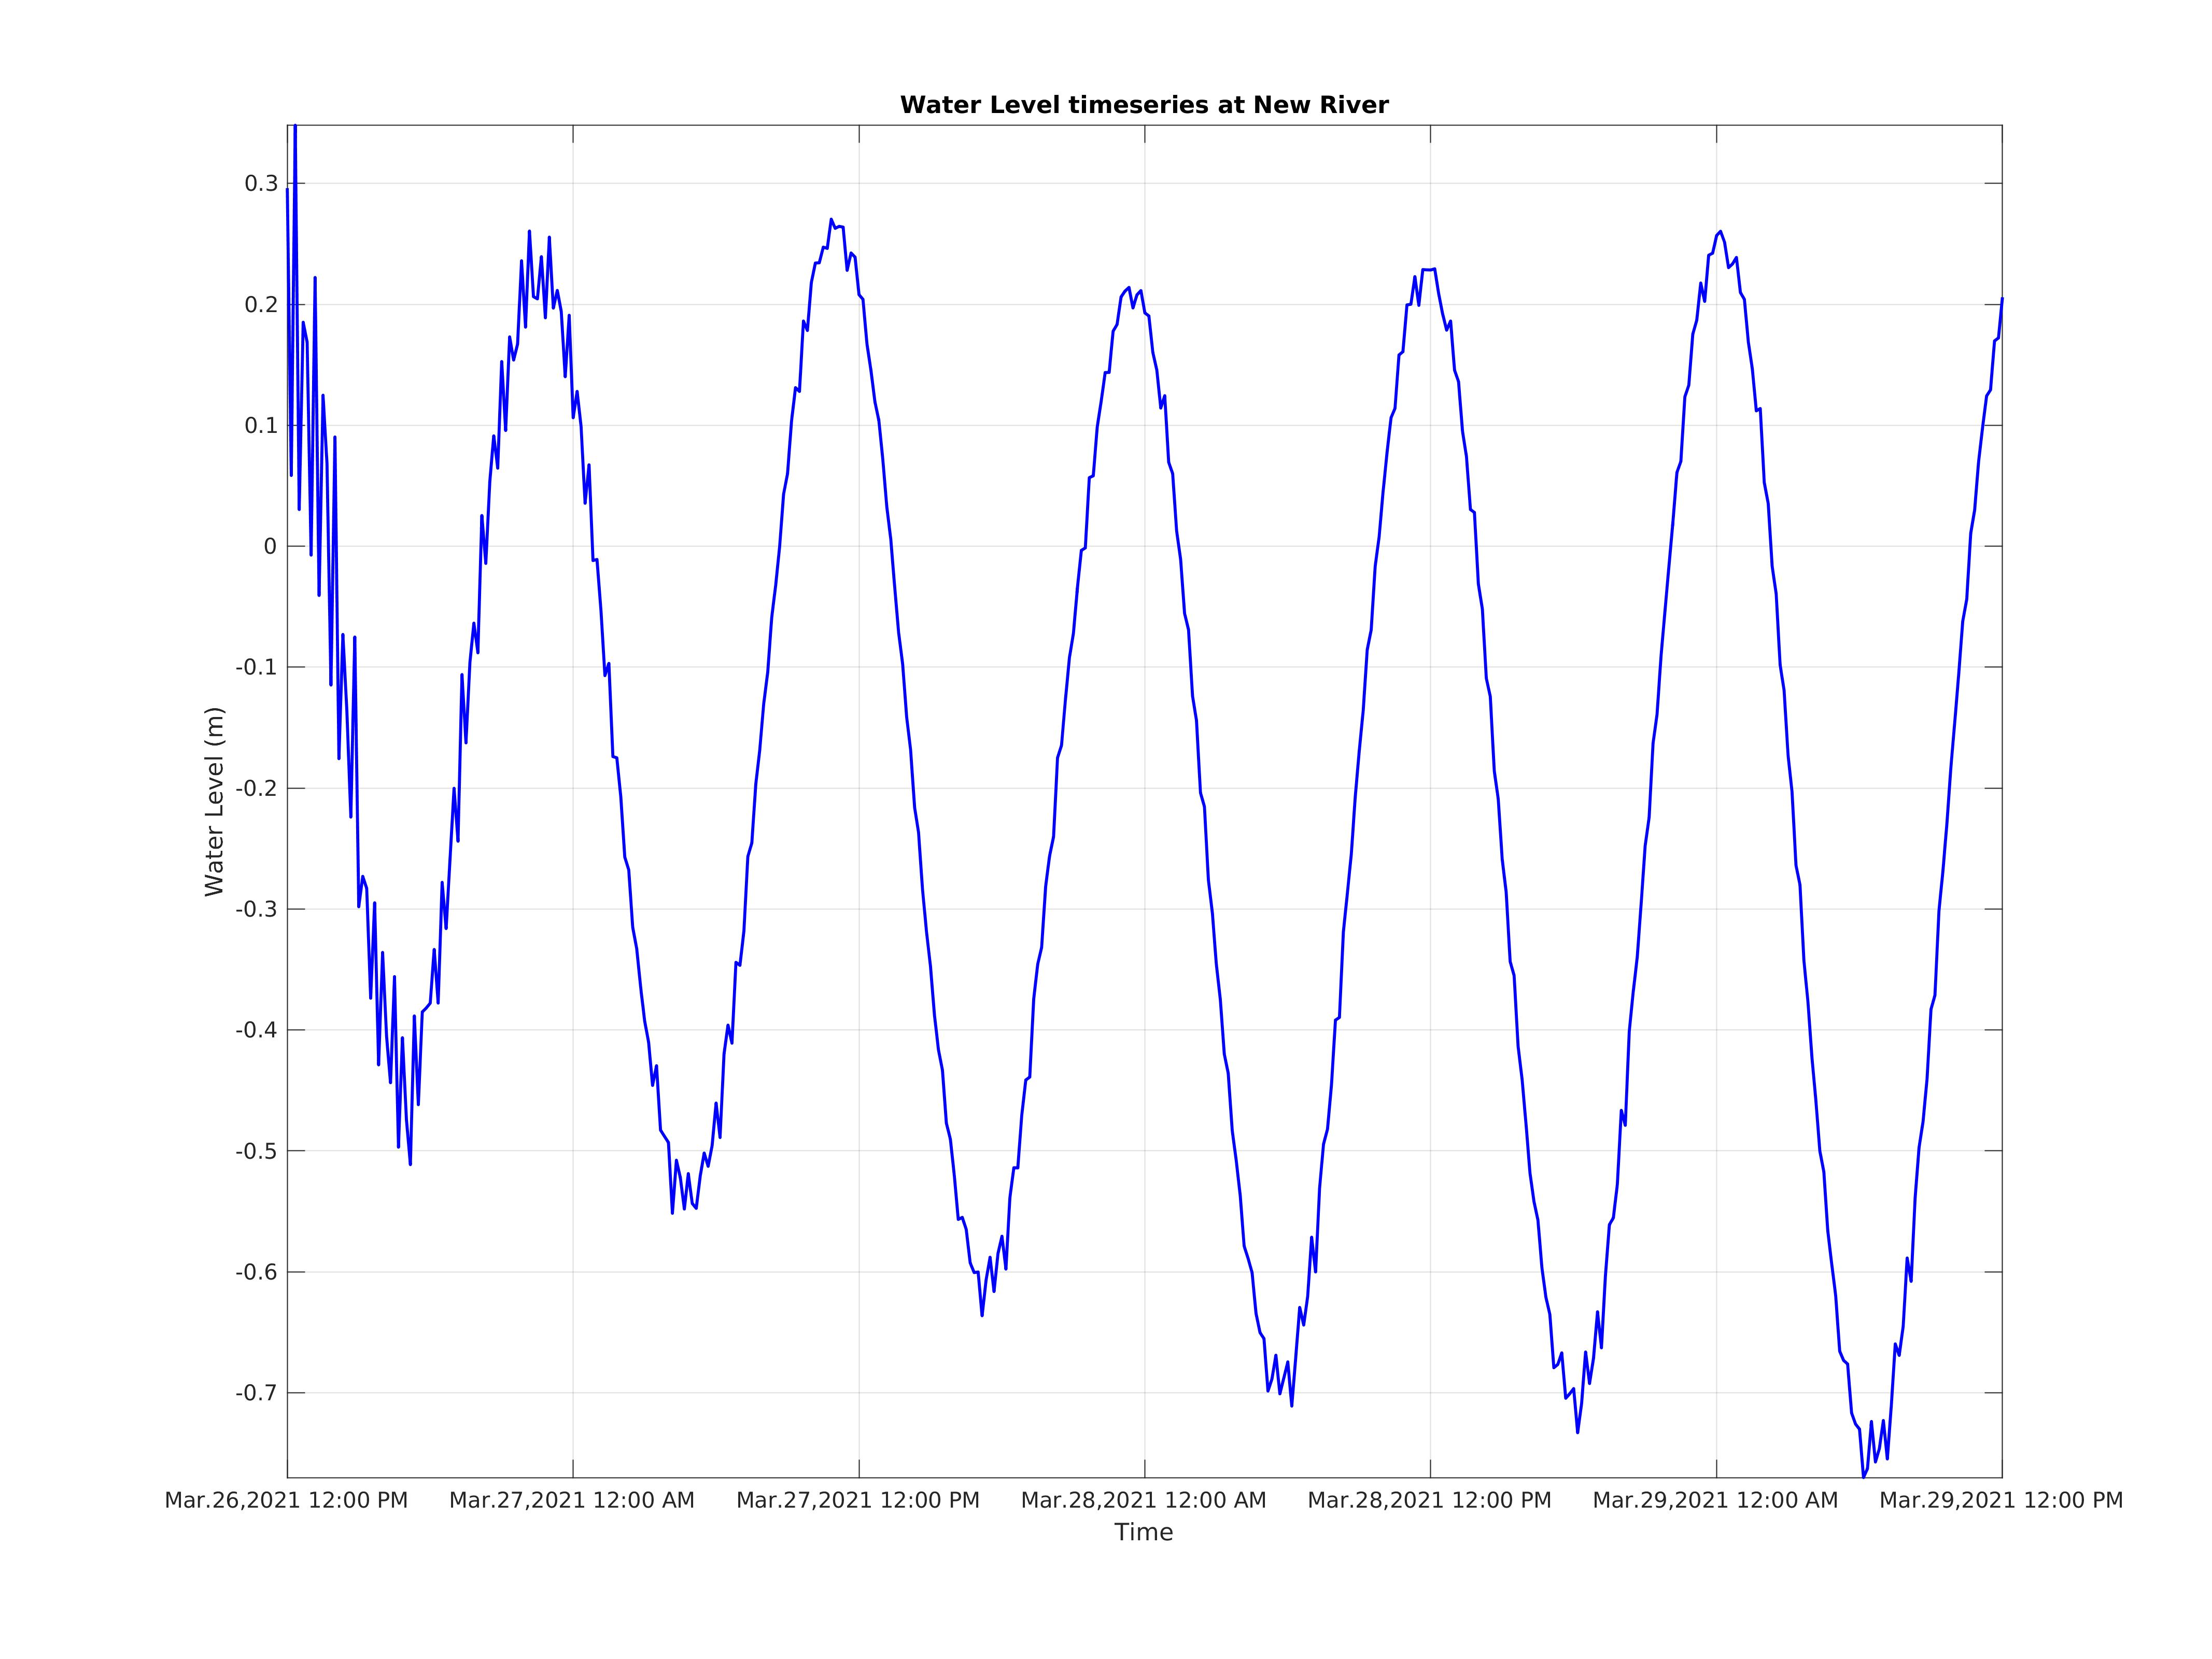 Water Level timeseries at New River
0.3
0.2
0.1
0
-0.1
-0.2
-0.3
-0.4
-0.5
-0.6
-0.7
Water Level (m)
Mar.26,2021 12:00 PM Mar.27,2021 12:00 AM Mar.27,2021 12:00 PM Mar.28,2021 12:00 AM Mar.28,2021 12:00 PM Mar.29,2021 12:00 AM Mar.29,2021 12:00 PM
Time